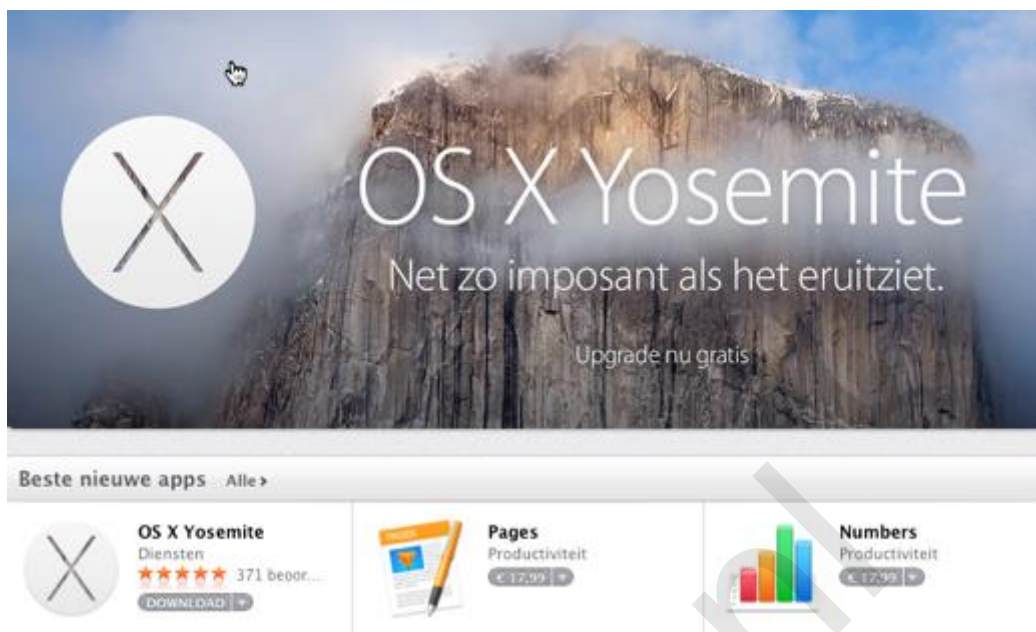 OS X Yosemite
Net zo imposant als het eruitziet.
Upgrade nu gratis
Beste nieuwe apps Alle ›
OS X Yosemite
Diensten
371 beoor...
DOWNLOAD
PAGES
Pages
Productiviteit
€ 17,99
Numbers
Productiviteit
€ 17,99